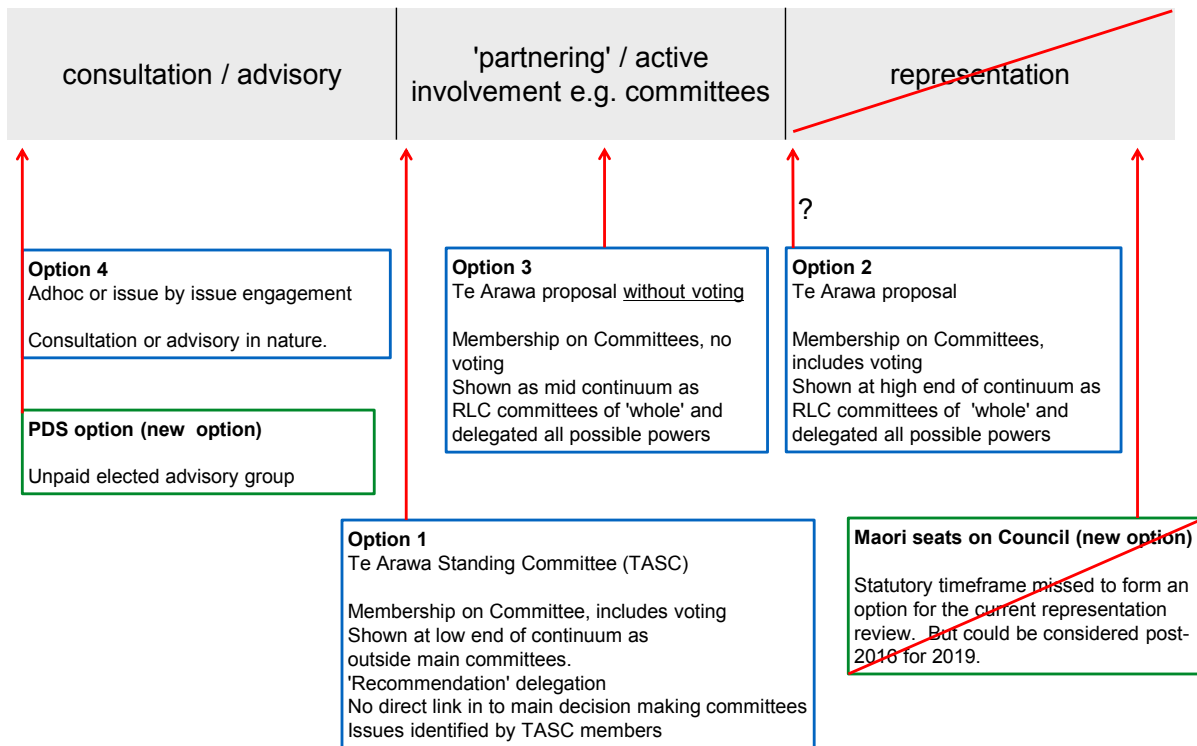 consultation / advisory
'partnering' / active
involvement e.g. committees
representation
?
Option 4
Adhoc or issue by issue engagement
Consultation or advisory in nature.
PDS option (new  option)
Unpaid elected advisory group
Option 3
Te Arawa proposal without voting
Membership on Committees, no
voting
Shown as mid continuum as
RLC committees of 'whole' and
delegated all possible powers
Option 2
Te Arawa proposal
Membership on Committees,
includes voting
Shown at high end of continuum as
RLC committees of  'whole' and
delegated all possible powers
Option 1
Te Arawa Standing Committee (TASC)
Membership on Committee, includes voting
Shown at low end of continuum as
outside main committees.
'Recommendation' delegation
No direct link in to main decision making committees
Issues identified by TASC members
Maori seats on Council (new option)
Statutory timeframe missed to form an
option for the current representation
review.  But could be considered post-
2016 for 2019.